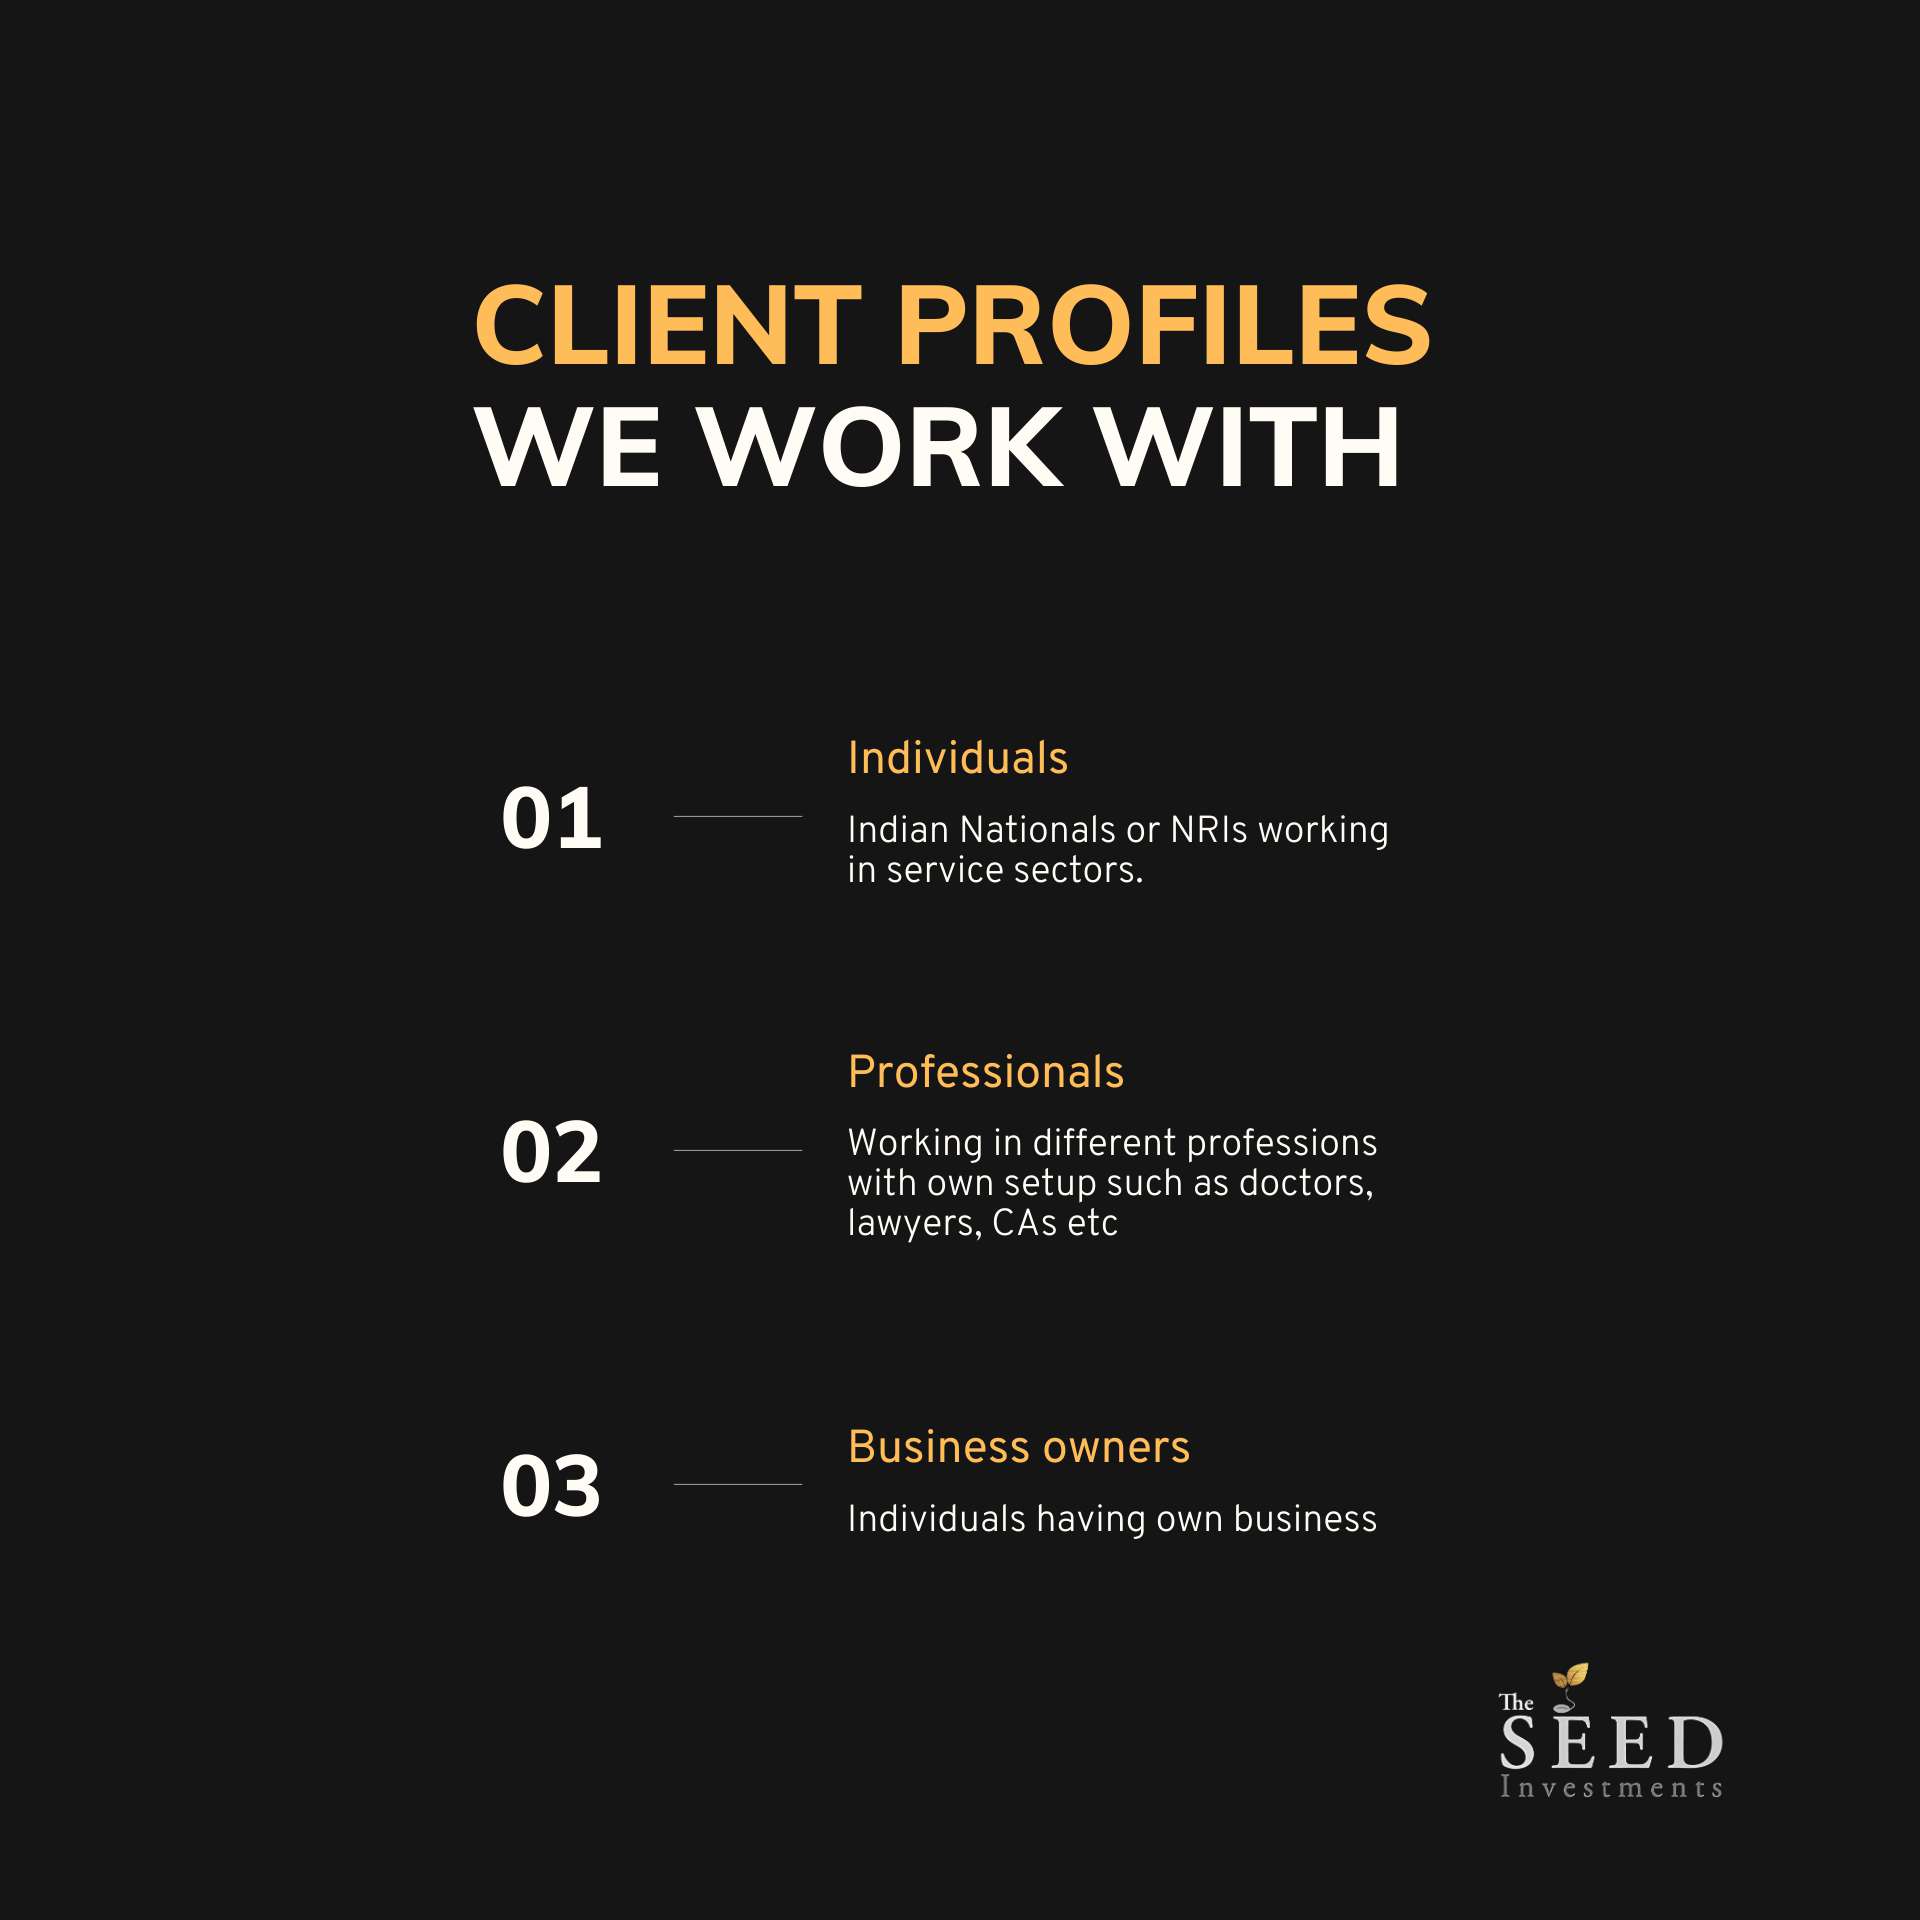 CLIENT PROFILES
WE WORK WITH
01
Individuals
Indian Nationals or NRIs working
in service sectors.
02
Professionals
Working in different professions
with own setup such as doctors,
lawyers, CAs etc
03
Business owners
Individuals having own business
The
SEED
Investments